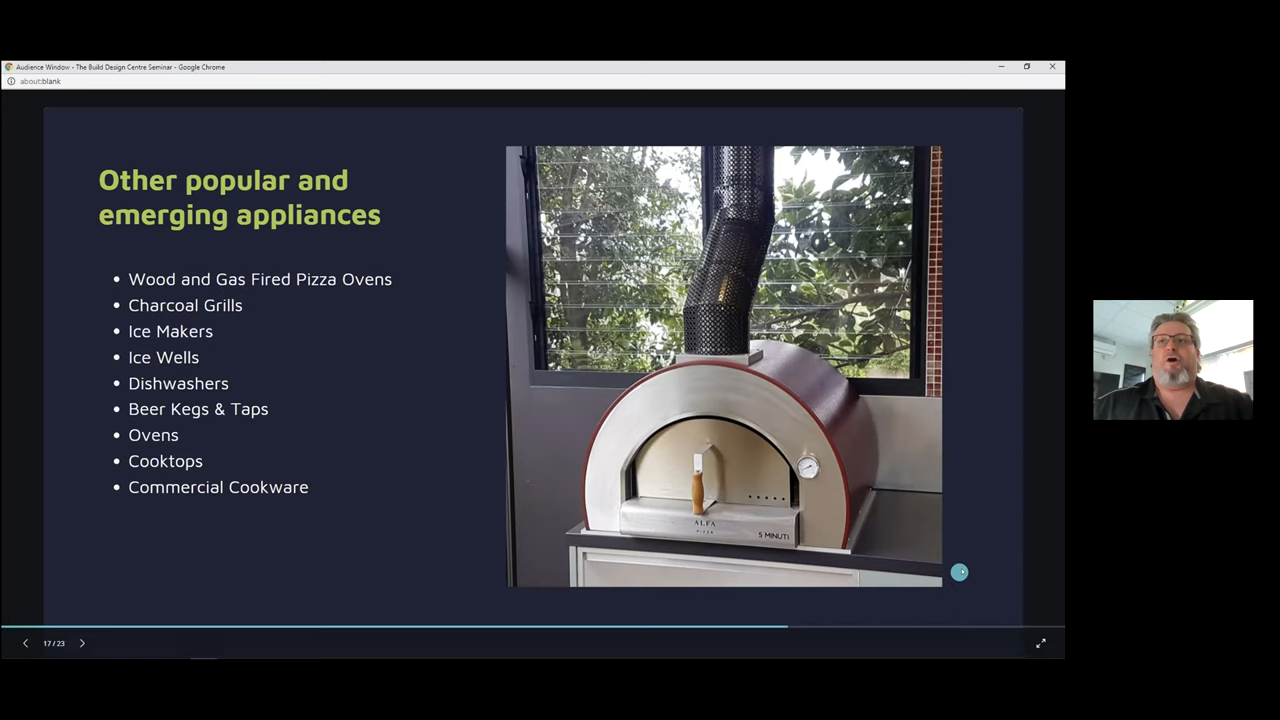 Audience Window - The Build Design Centre Seminar - Google Chrome
about:blank
Other popular and
emerging appliances
• Wood and Gas Fired Pizza Ovens
• Charcoal Grills
• Ice Makers
• Ice Wells
• Dishwashers
• Beer Kegs & Taps
• Ovens
• Cooktops
• Commercial Cookware
ALFA
PIZZA
5 MINUTI
17 / 23